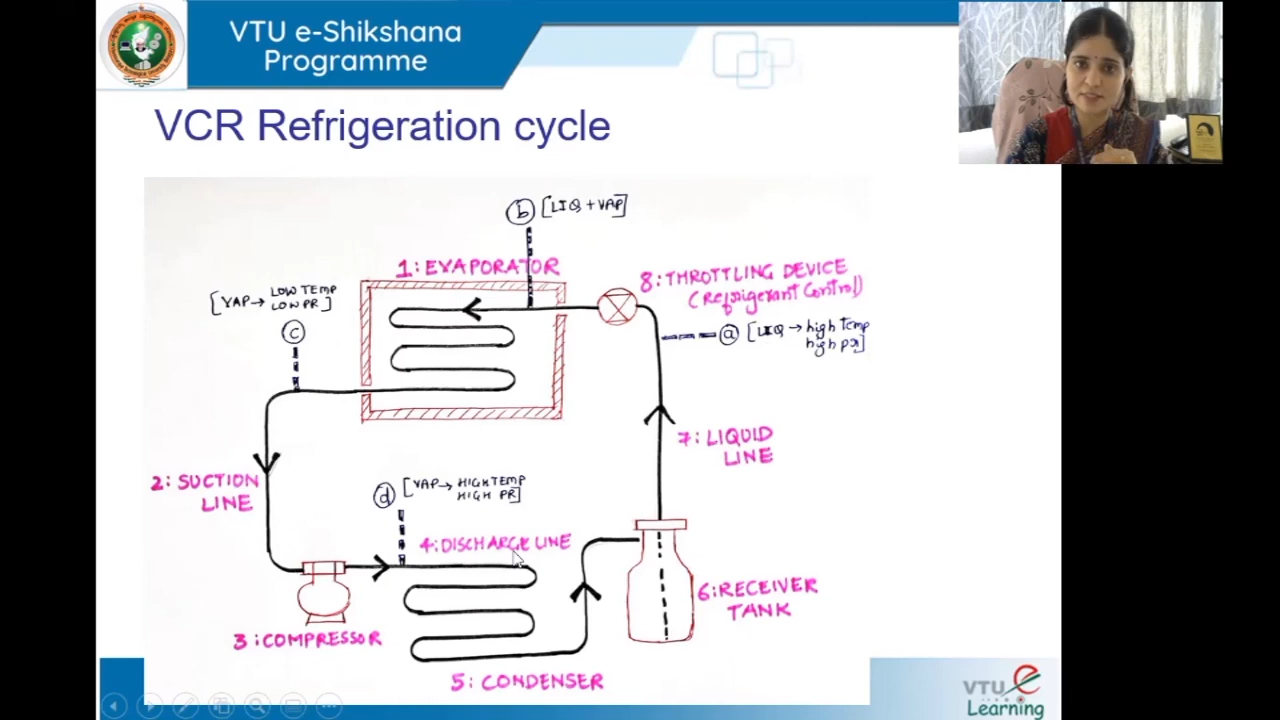 VTU e-Shikshana
Programme
VCR Refrigeration cycle
b [LIQ + VAP]
1: EVAPORATOR
8: THROTTLING DEVICE
(Refrigerant Control)
[VAP → LOW TEMP
LOW PR]
c
a [LIQ → high Temp
high pr]
7: LIQUID
LINE
2: SUCTION
LINE
d [VAP → HIGH TEMP
HIGH PR]
4: DISCHARGE LINE
6: RECEIVER
TANK
3: COMPRESSOR
5: CONDENSER
VTU e
Learning